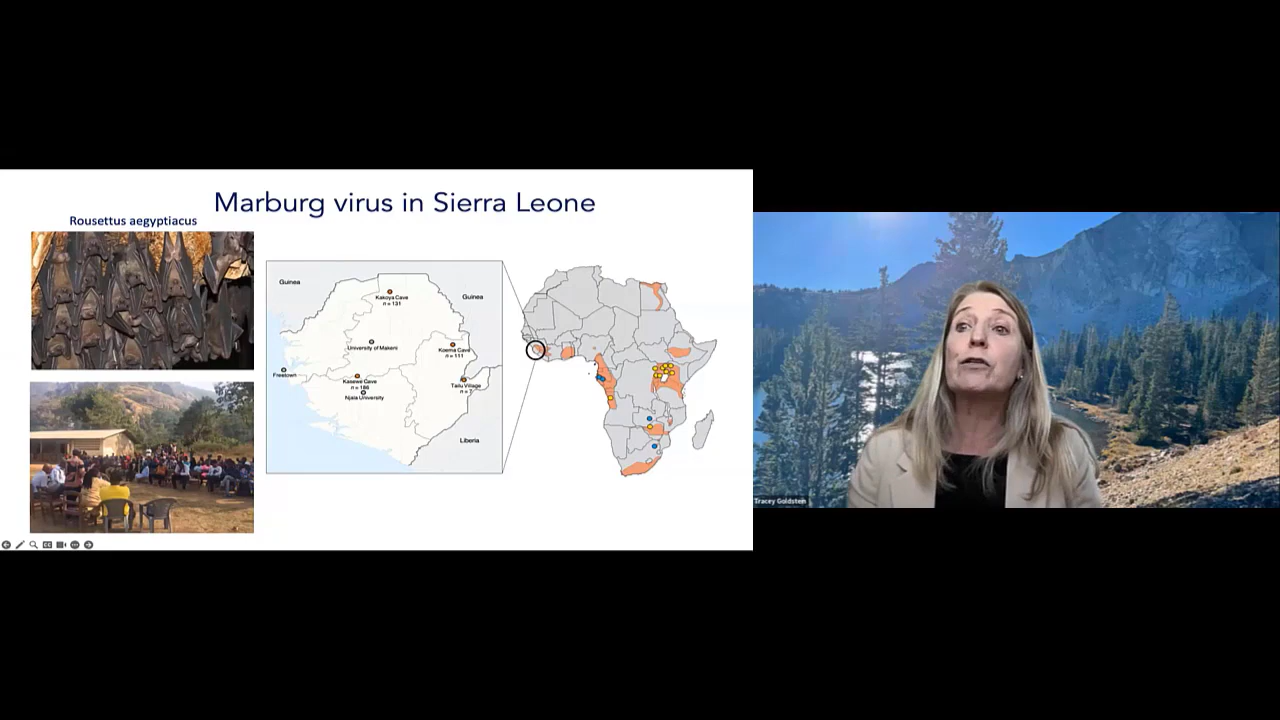 Marburg virus in Sierra Leone
Rousettus aegyptiacus
Guinea
Kakoya Cave
n = 131
Guinea
University of Makeni
Koema Cave
n = 111
Freetown
Kasewe Cave
n = 186
Njala University
Tailu Village
n = 7
Liberia
Tracey Goldstein